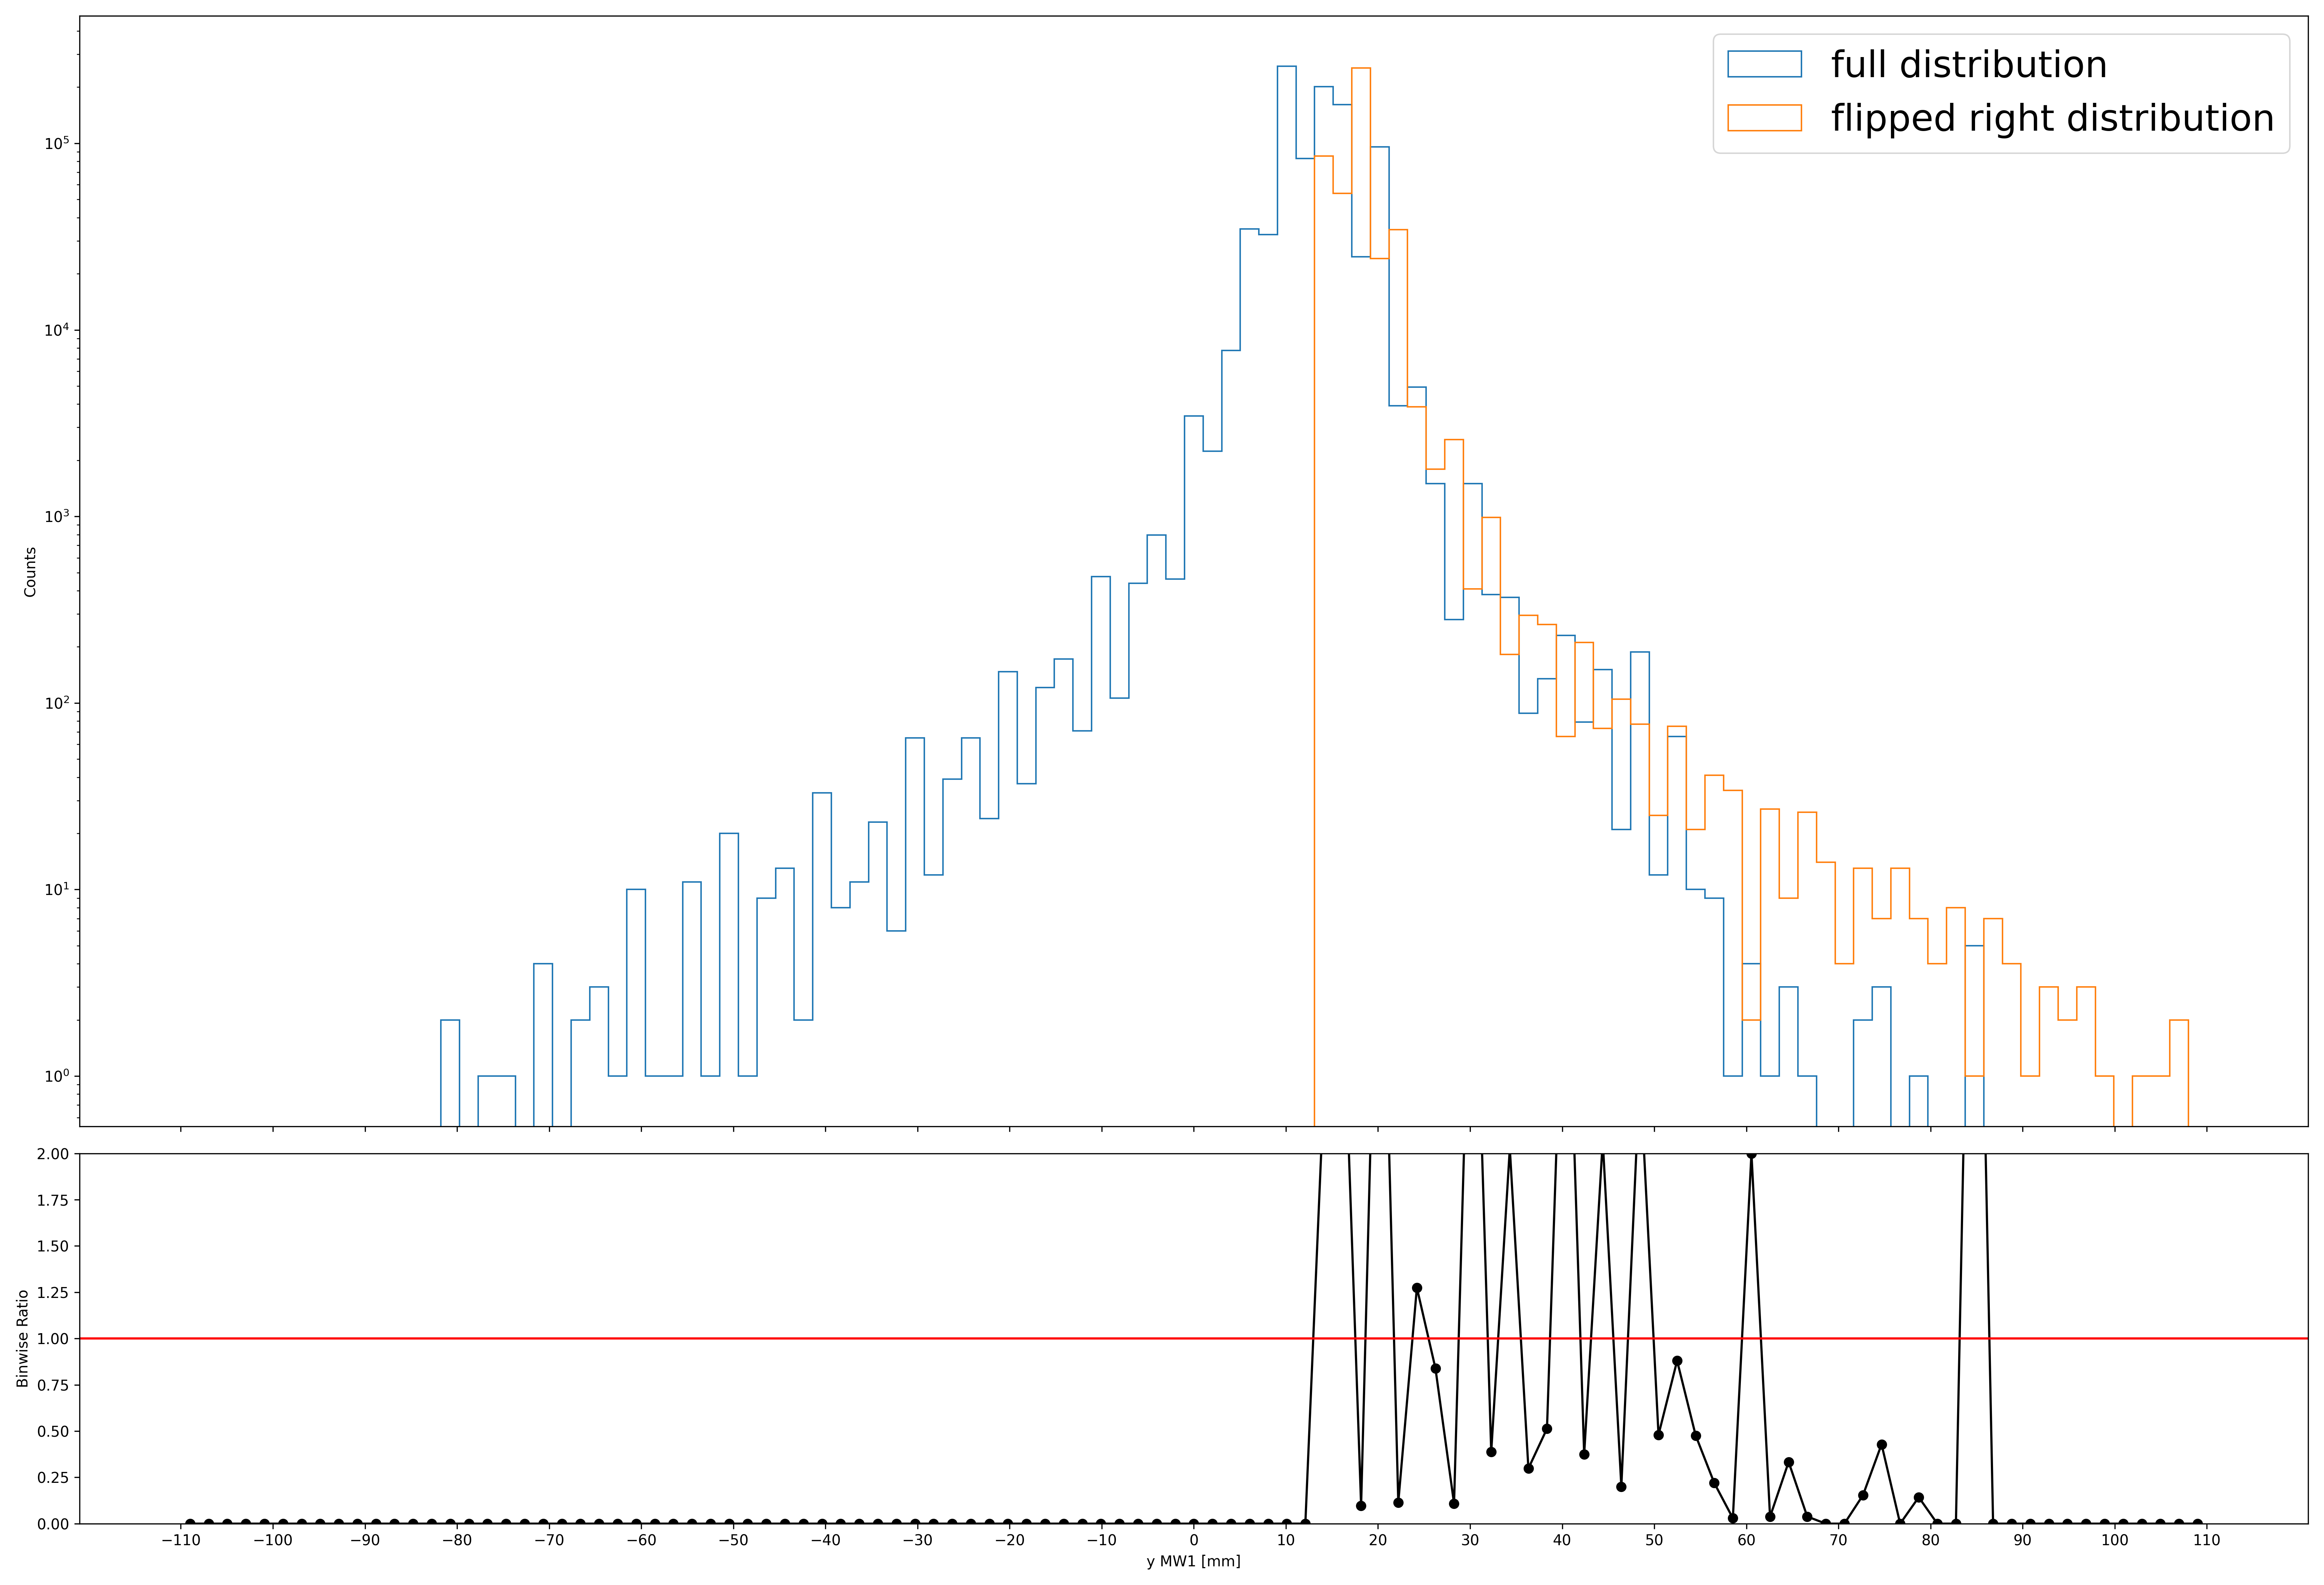 full distribution
flipped right distribution
10⁵
10⁴
10³
10²
10¹
10⁰
Counts
2.00
1.75
1.50
1.25
1.00
0.75
0.50
0.25
0.00
Binwise Ratio
−110 −100 −90 −80 −70 −60 −50 −40 −30 −20 −10 0 10 20 30 40 50 60 70 80 90 100 110
y MW1 [mm]